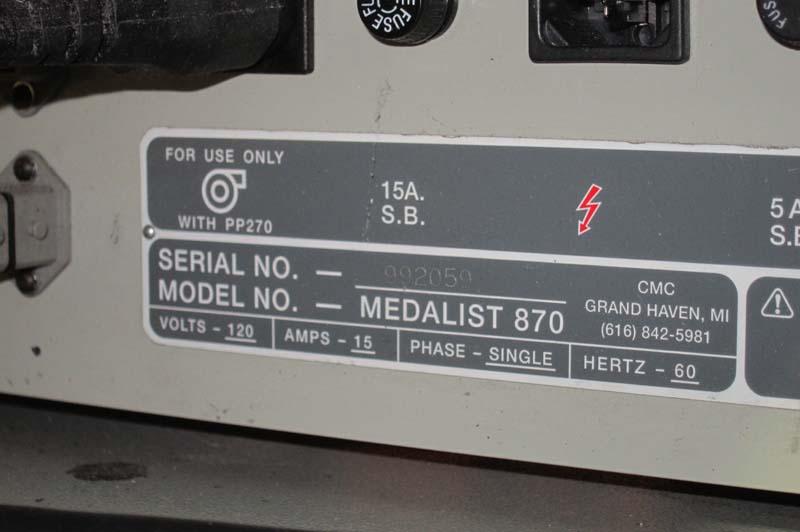 FUSE
FUSE
FOR USE ONLY
WITH PP270
15A.
S.B.
5 A
S.B
SERIAL NO. — 992059
MODEL NO. — MEDALIST 870
CMC
GRAND HAVEN, MI
(616) 842-5981
VOLTS - 120
AMPS - 15
PHASE - SINGLE
HERTZ - 60